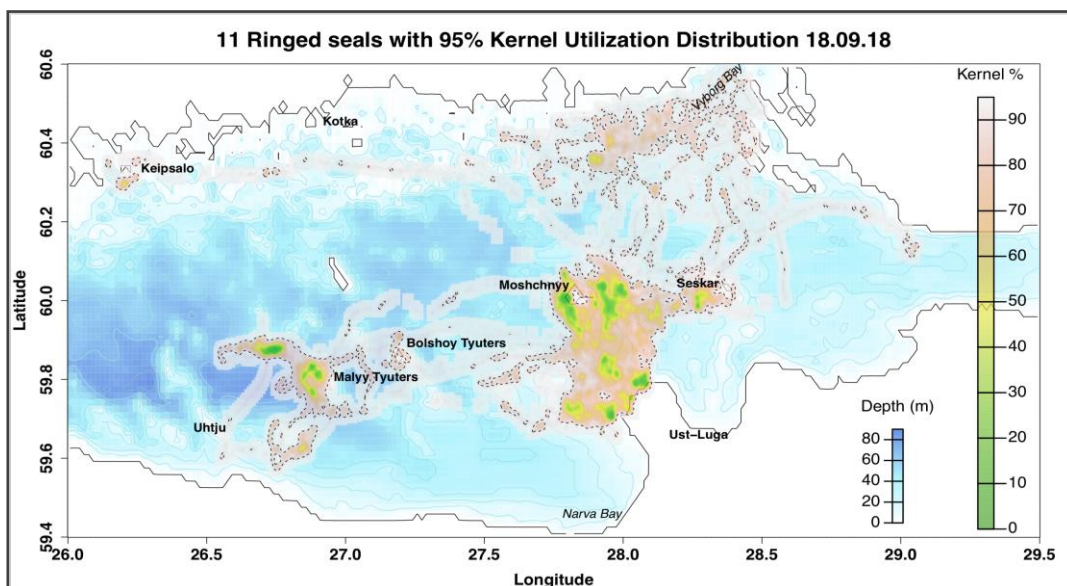 11 Ringed seals with 95% Kernel Utilization Distribution 18.09.18
Kernel %
90
80
70
60
50
40
30
20
10
0
Depth (m)
80
60
40
20
0
Latitude
60.6
60.4
60.2
60.0
59.8
59.6
59.4
Vyborg Bay
Kotka
Keipsalo
Moshchnyy
Seskar
Bolshoy Tyuters
Malyy Tyuters
Uhtju
Ust–Luga
Narva Bay
26.0
26.5
27.0
27.5
28.0
28.5
29.0
29.5
Longitude